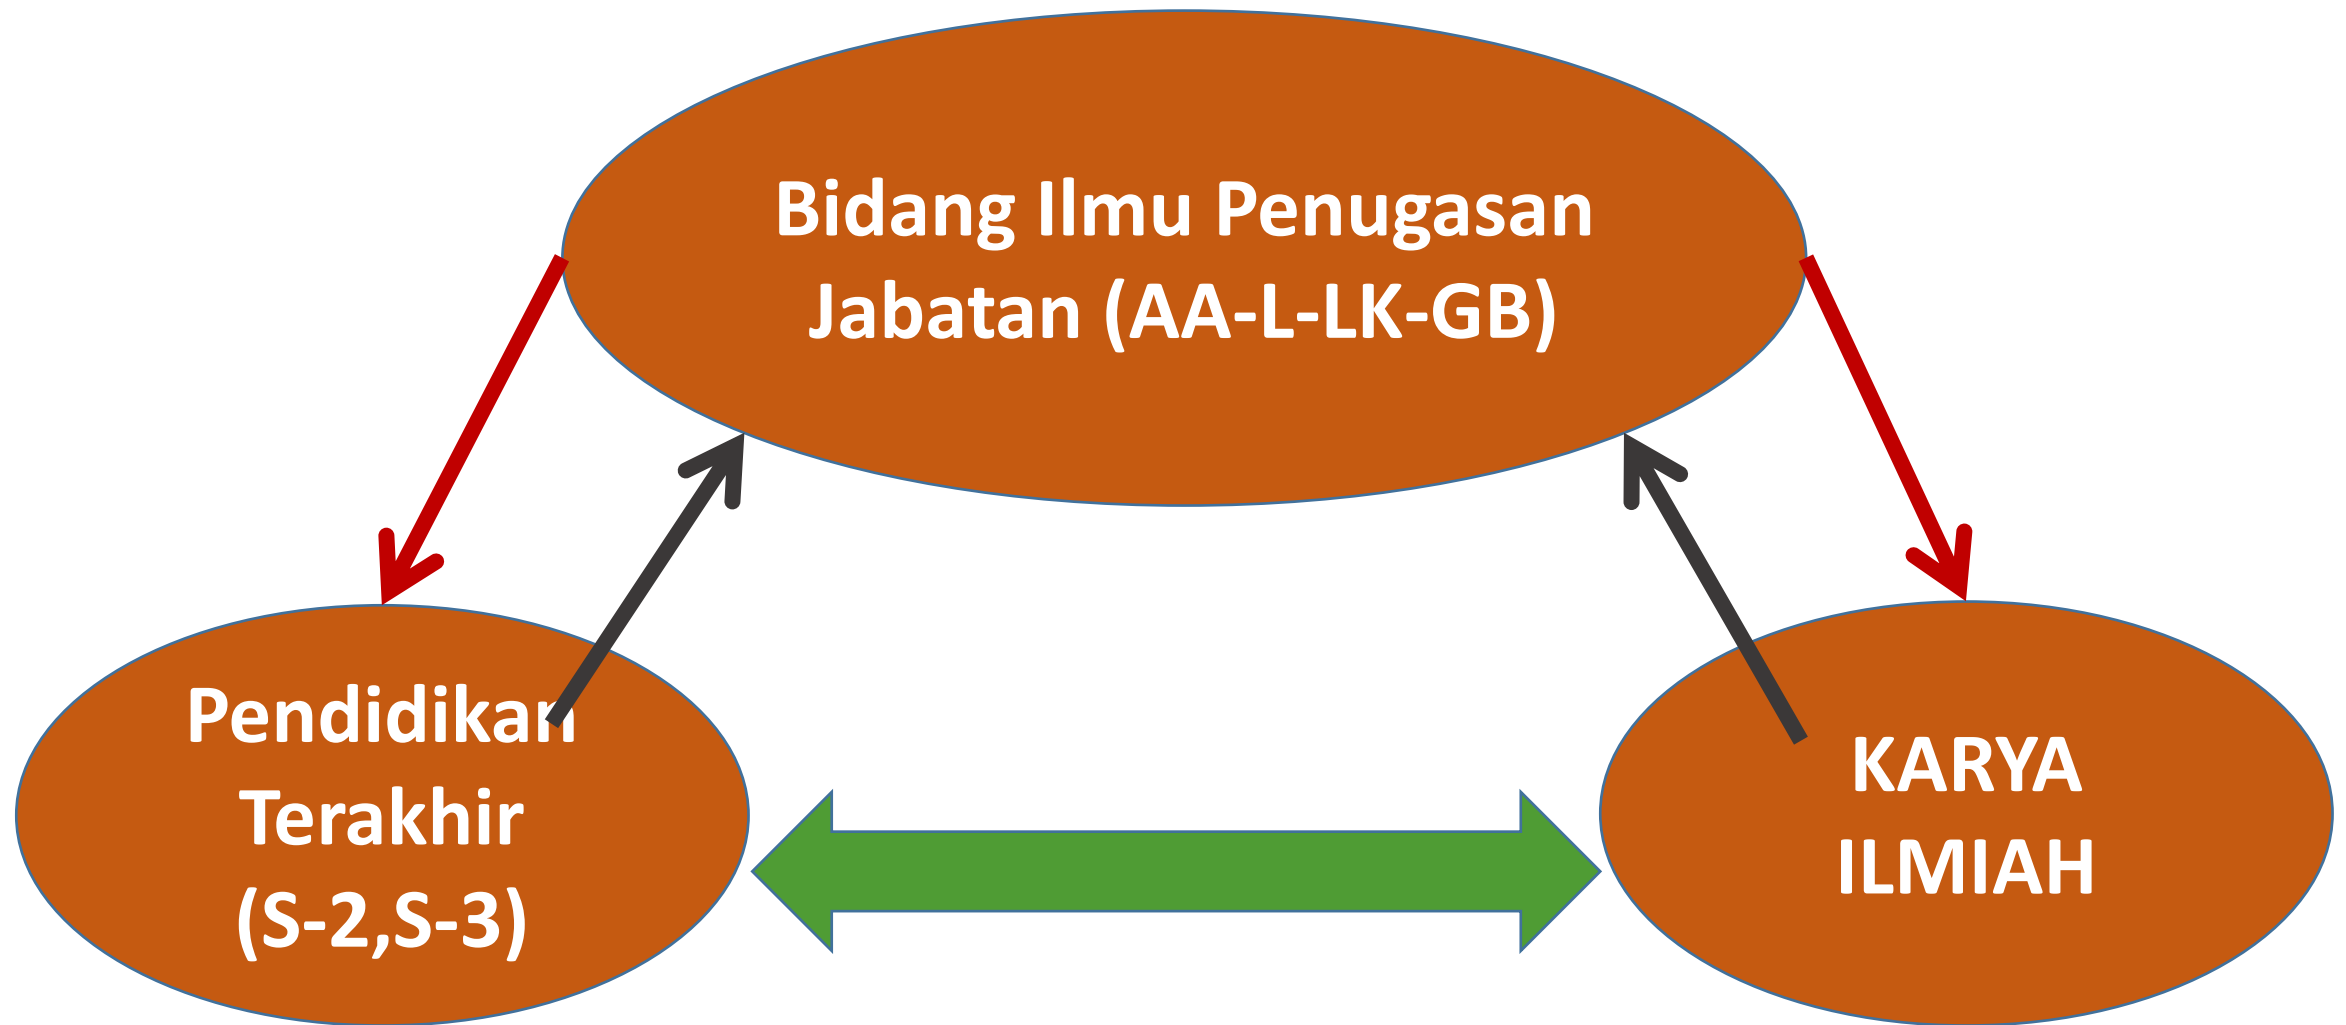 Bidang Ilmu Penugasan
Jabatan (AA-L-LK-GB)
Pendidikan
Terakhir
(S-2,S-3)
KARYA
ILMIAH